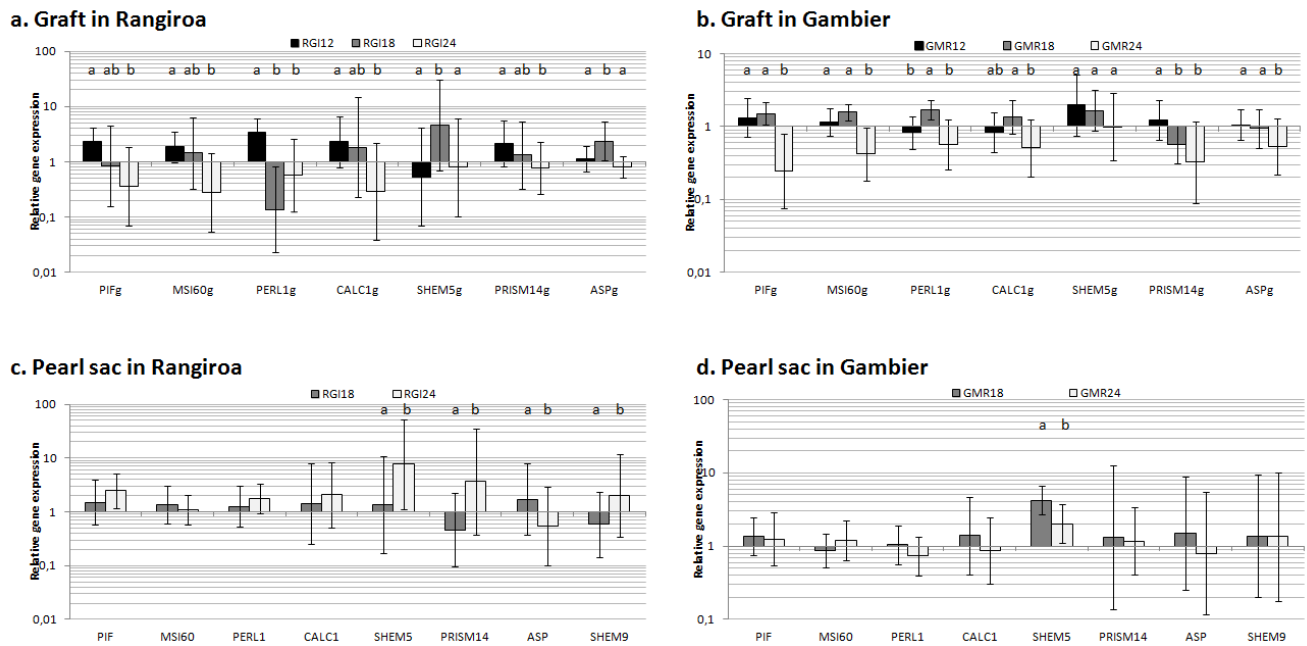 a. Graft in Rangiroa
RGI12 RGI18 RGI24
100
a ab b a ab b a b b a ab b a b a a ab b a b a
10
1
0,1
0,01
Relative gene expression
PIFg MSI60g PERL1g CALC1g SHEM5g PRISM14g ASPg
b. Graft in Gambier
GMR12 GMR18 GMR24
10
a a b a a b b a b ab a b a a a a b b a a b
1
0,1
0,01
Relative gene expression
PIFg MSI60g PERL1g CALC1g SHEM5g PRISM14g ASPg
c. Pearl sac in Rangiroa
RGI18 RGI24
100
a b a b a b a b
10
1
0,1
0,01
Relative gene expression
PIF MSI60 PERL1 CALC1 SHEM5 PRISM14 ASP SHEM9
d. Pearl sac in Gambier
GMR18 GMR24
100
a b
10
1
0,1
Relative gene expression
PIF MSI60 PERL1 CALC1 SHEM5 PRISM14 ASP SHEM9